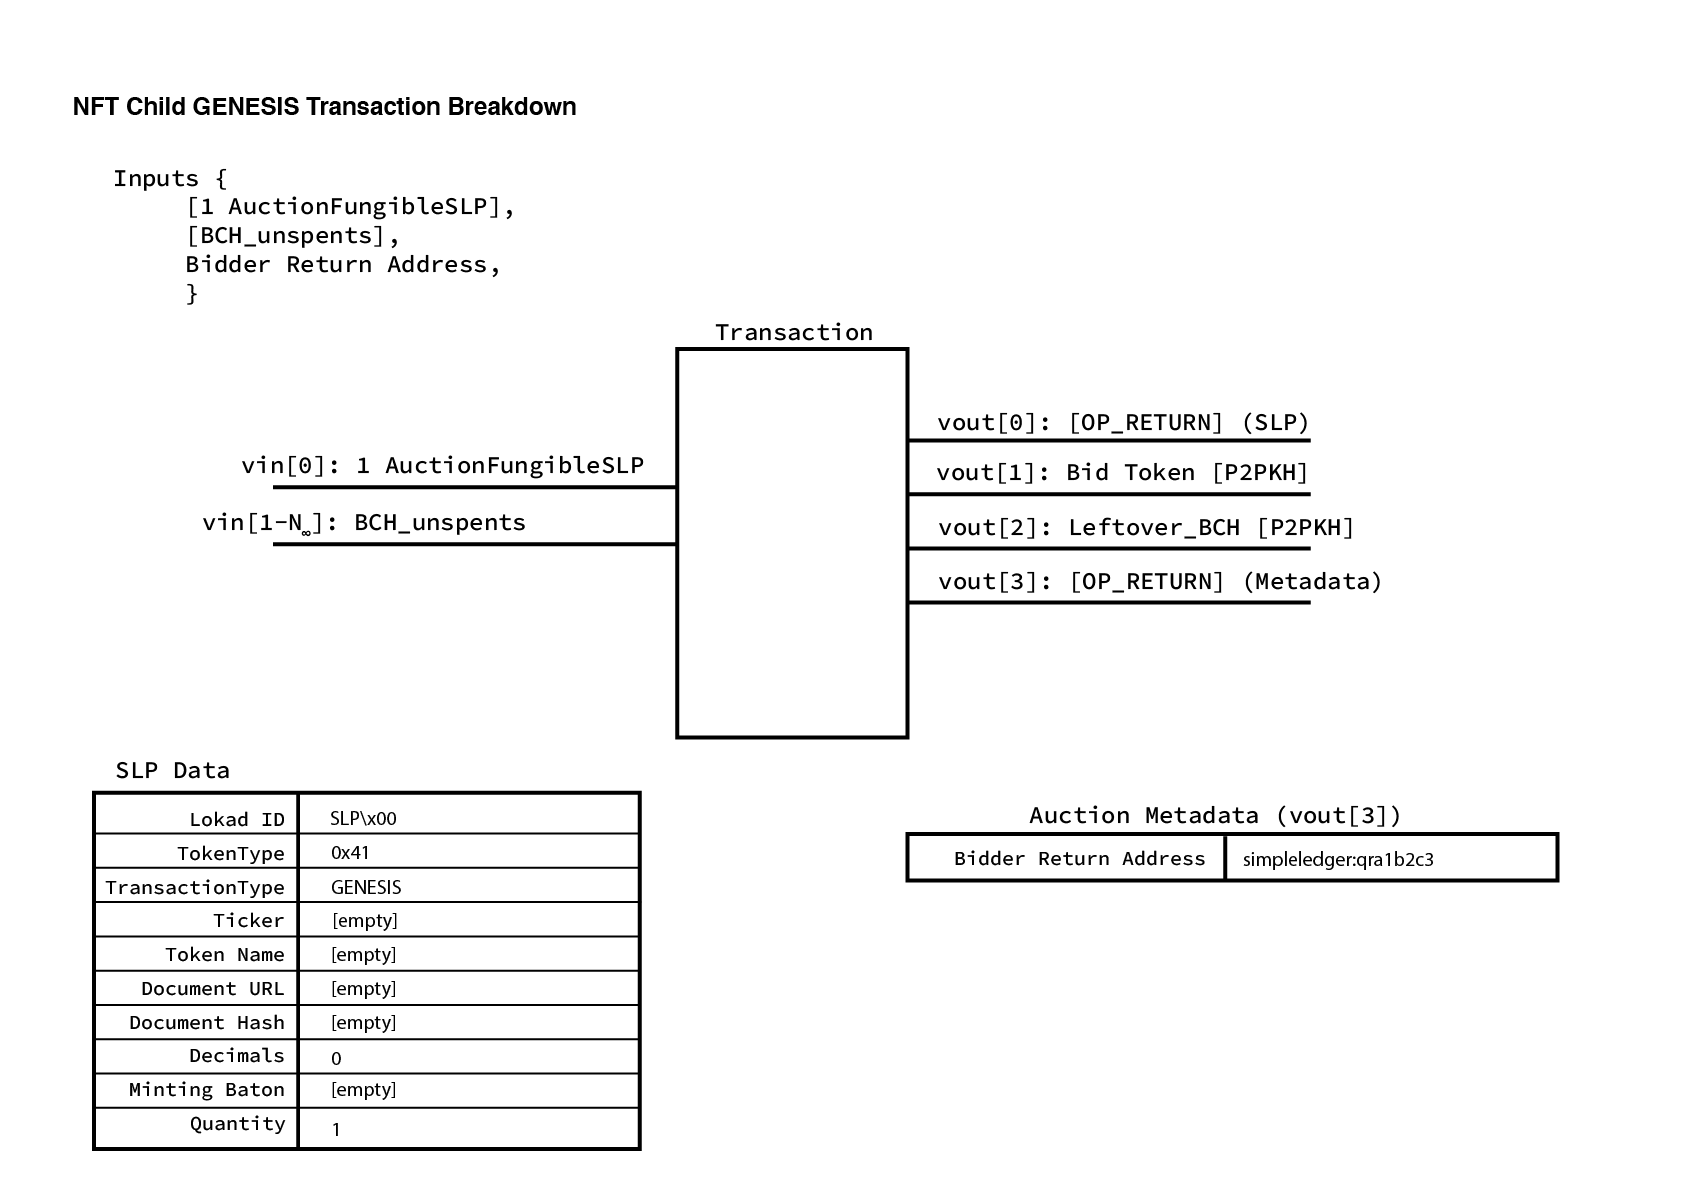 NFT Child GENESIS Transaction Breakdown
Inputs {
[1 AuctionFungibleSLP],
[BCH_unspents],
Bidder Return Address,
}
Transaction
vin[0]: 1 AuctionFungibleSLP
vin[1-N∞]: BCH_unspents
vout[0]: [OP_RETURN] (SLP)
vout[1]: Bid Token [P2PKH]
vout[2]: Leftover_BCH [P2PKH]
vout[3]: [OP_RETURN] (Metadata)
SLP Data
Lokad ID SLP\x00
TokenType 0x41
TransactionType GENESIS
Ticker [empty]
Token Name [empty]
Document URL [empty]
Document Hash [empty]
Decimals 0
Minting Baton [empty]
Quantity 1
Auction Metadata (vout[3])
Bidder Return Address simpleledger:qra1b2c3